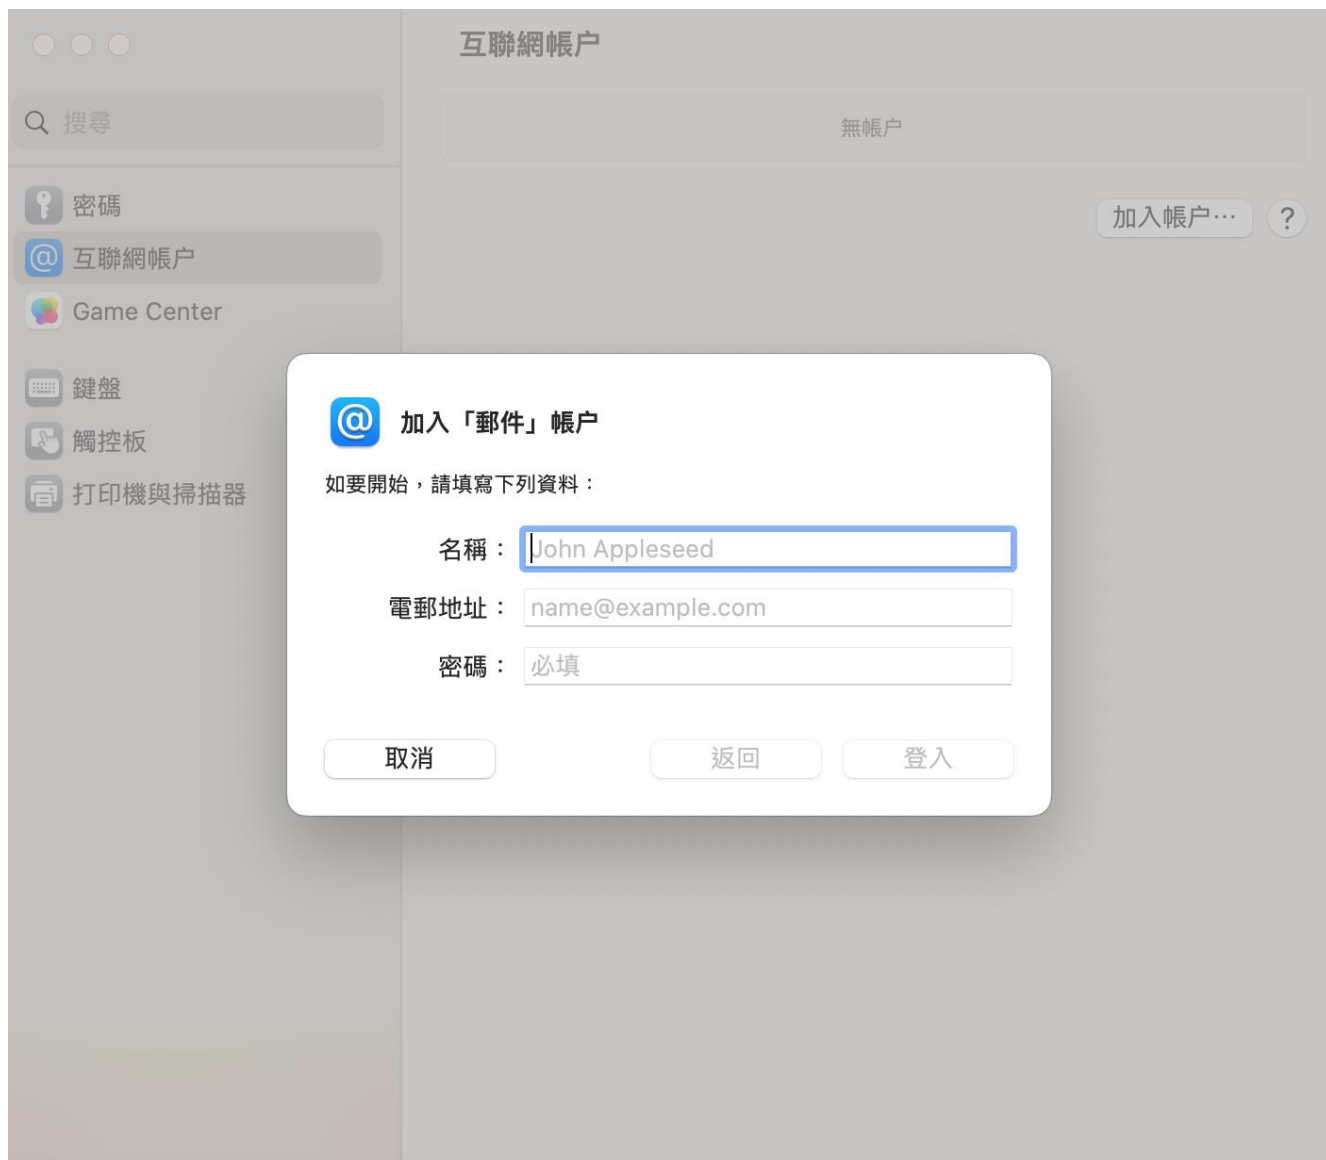 互聯網帳户
搜尋
無帳户
加入帳户…
?
密碼
互聯網帳户
Game Center
鍵盤
觸控板
打印機與掃描器
加入「郵件」帳户
如要開始，請填寫下列資料：
名稱： John Appleseed
電郵地址： name@example.com
密碼： 必填
取消 返回 登入